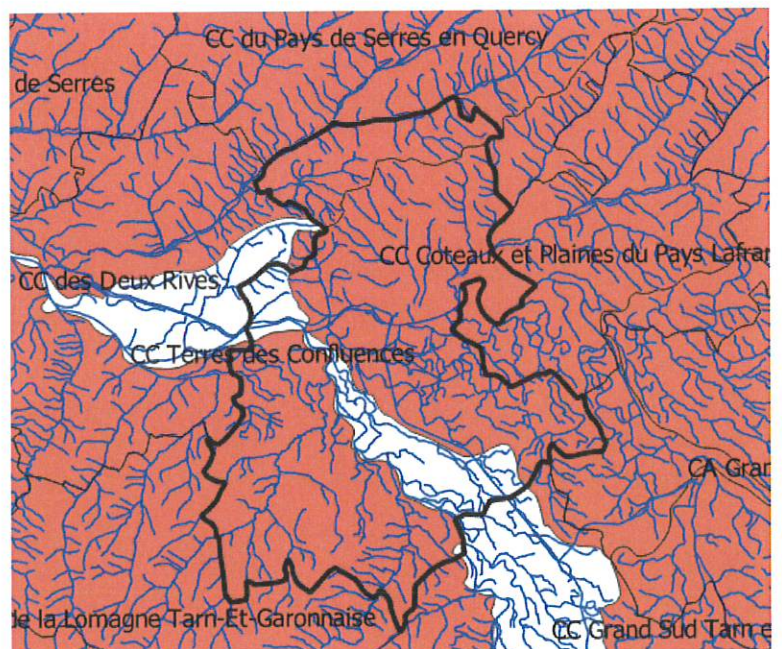 CC du Pays de Serres en Quercy
de Serres
CC Coteaux et Plaines du Pays Lafran
CC des Deux Rives
CC Terres des Confluences
CA Gran
de la Lomagne Tarn-Et-Garonnaise
CC Grand Sud Tarn e